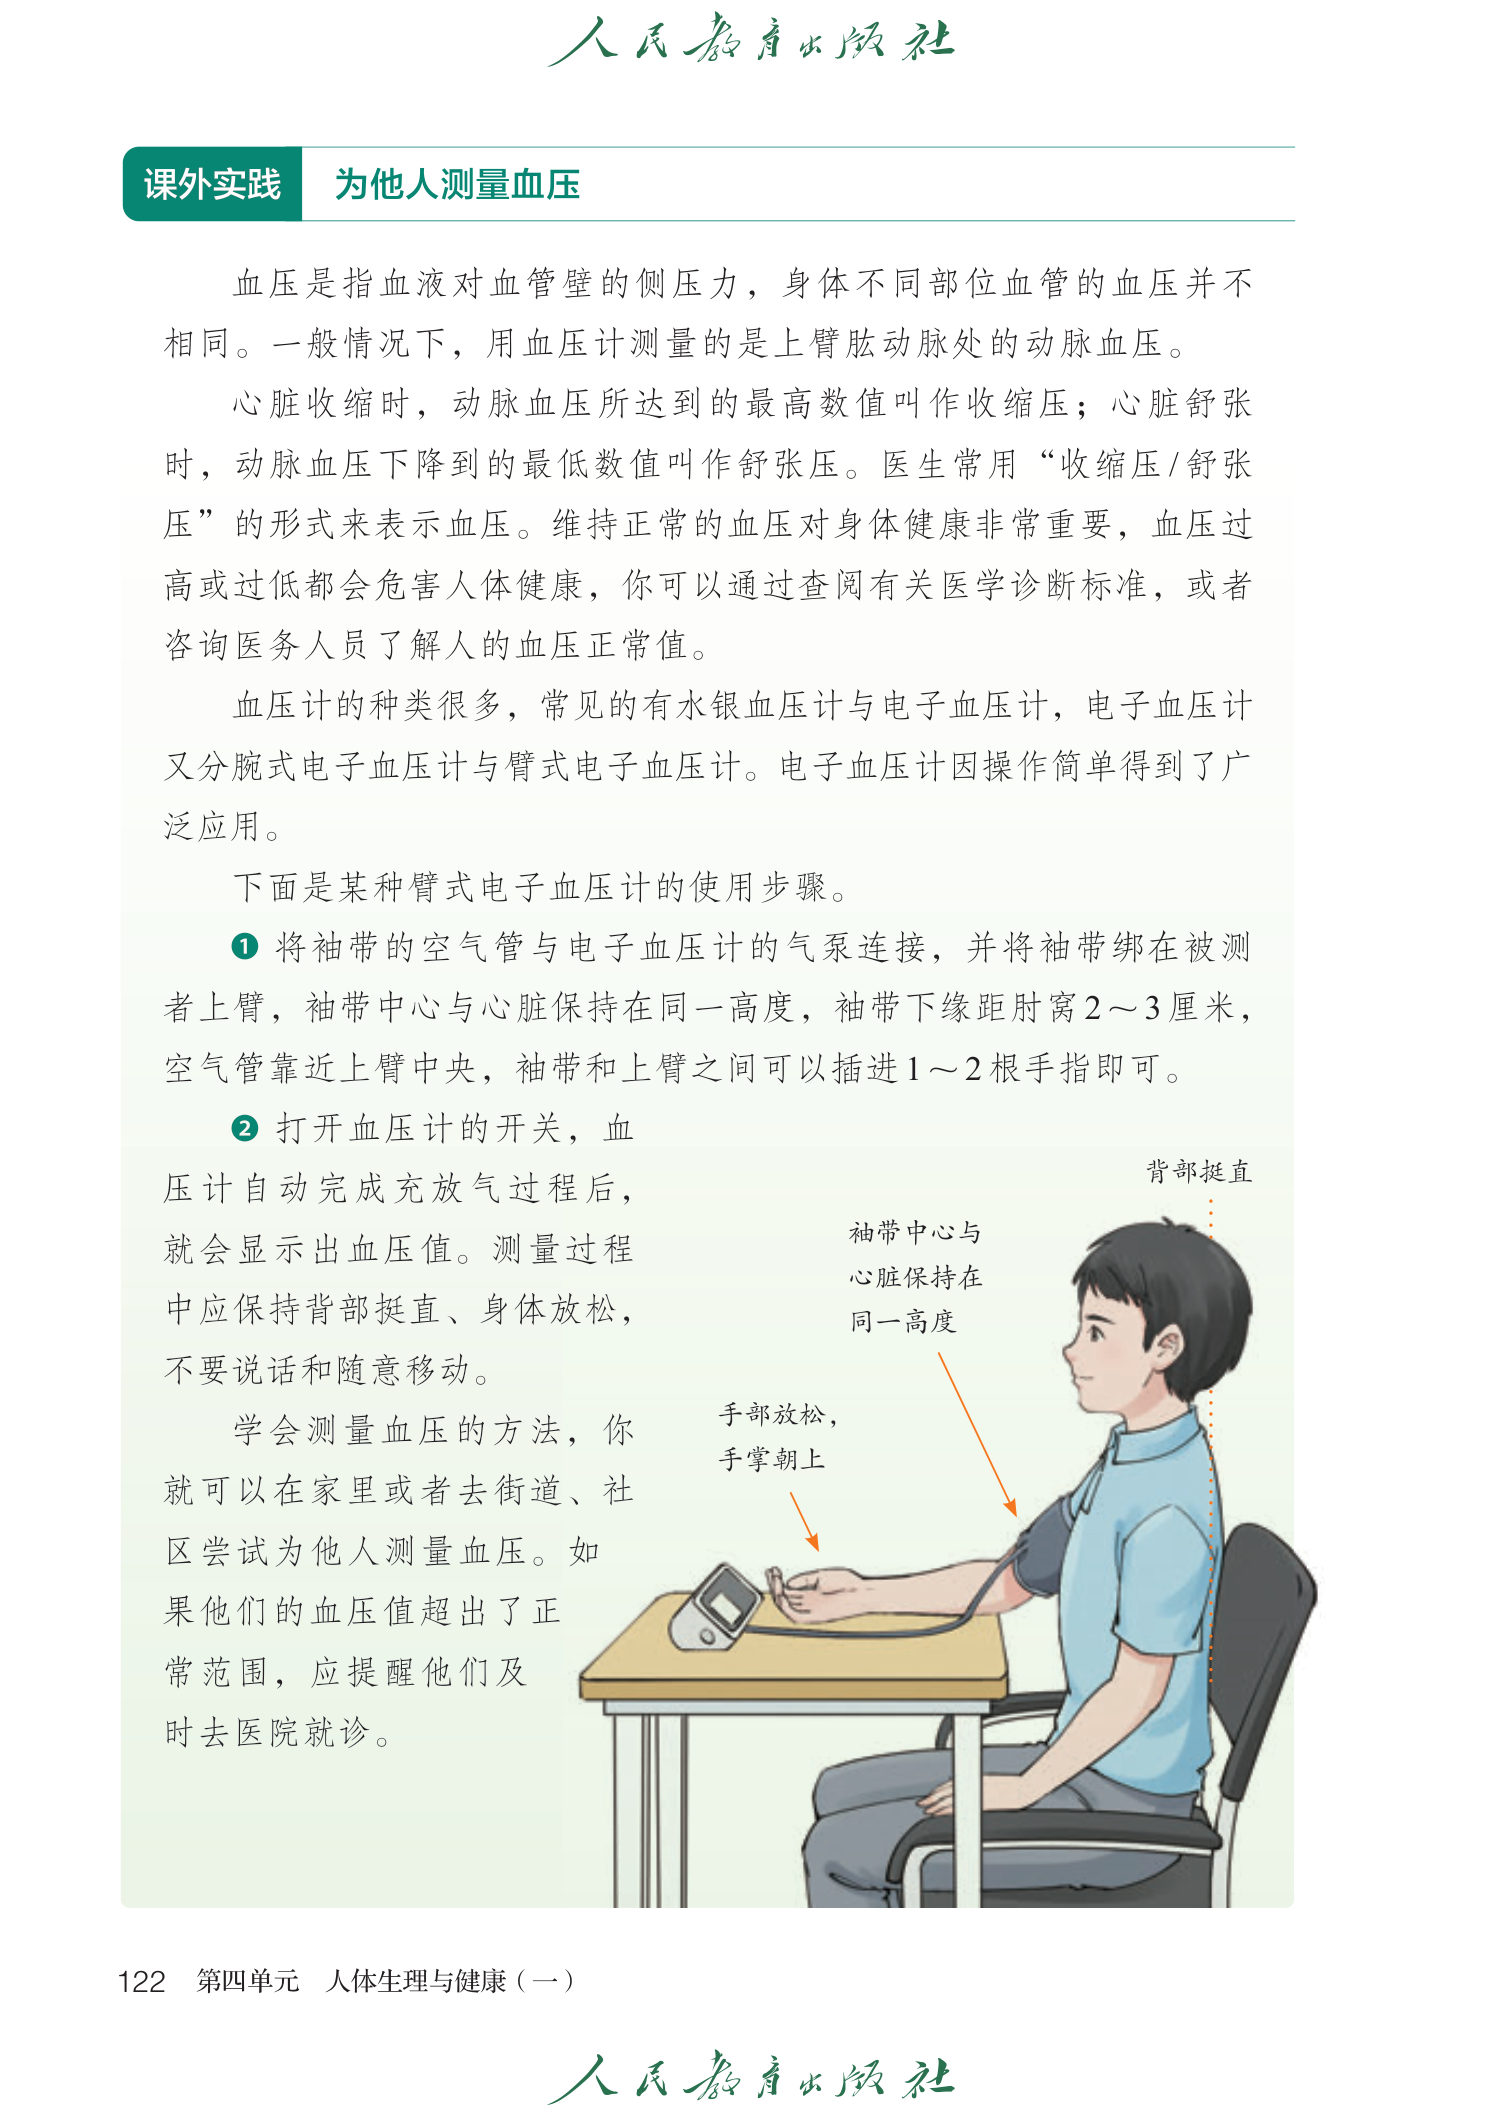 人民教育出版社
课外实践 为他人测量血压
血压是指血液对血管壁的侧压力，身体不同部位血管的血压并不
相同。一般情况下，用血压计测量的是上臂肱动脉处的动脉血压。
心脏收缩时，动脉血压所达到的最高数值叫作收缩压；心脏舒张
时，动脉血压下降到的最低数值叫作舒张压。医生常用“收缩压/舒张
压”的形式来表示血压。维持正常的血压对身体健康非常重要，血压过
高或过低都会危害人体健康，你可以通过查阅有关医学诊断标准，或者
咨询医务人员了解人的血压正常值。
血压计的种类很多，常见的有水银血压计与电子血压计，电子血压计
又分腕式电子血压计与臂式电子血压计。电子血压计因操作简单得到了广
泛应用。
下面是某种臂式电子血压计的使用步骤。
❶ 将袖带的空气管与电子血压计的气泵连接，并将袖带绑在被测
者上臂，袖带中心与心脏保持在同一高度，袖带下缘距肘窝2～3厘米，
空气管靠近上臂中央，袖带和上臂之间可以插进1～2根手指即可。
❷ 打开血压计的开关，血
压计自动完成充放气过程后，
就会显示出血压值。测量过程
中应保持背部挺直、身体放松，
不要说话和随意移动。
学会测量血压的方法，你
就可以在家里或者去街道、社
区尝试为他人测量血压。如
果他们的血压值超出了正
常范围，应提醒他们及
时去医院就诊。
背部挺直
袖带中心与
心脏保持在
同一高度
手部放松，
手掌朝上
122 第四单元 人体生理与健康（一）
人民教育出版社